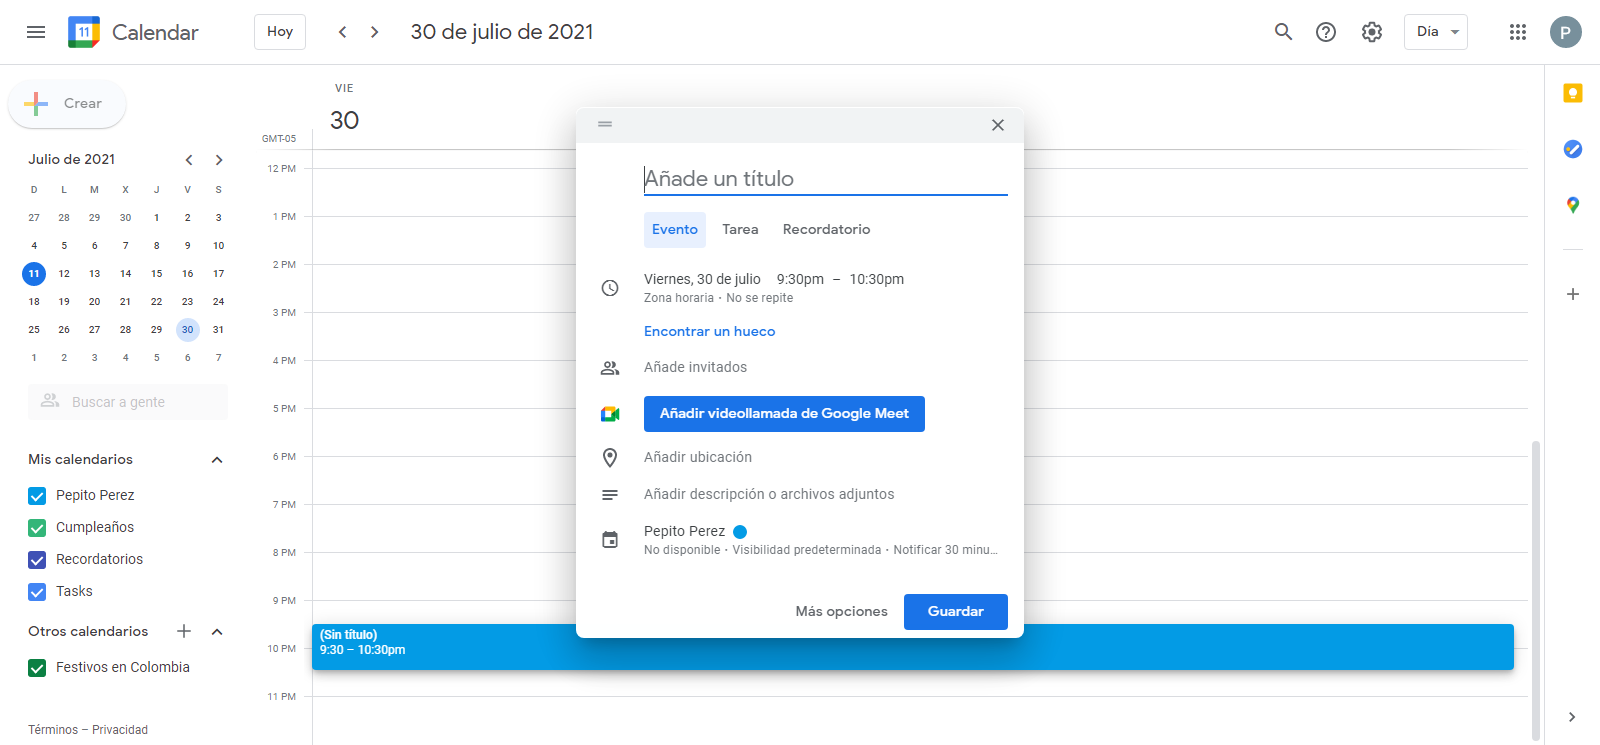 11 Calendar
Hoy
30 de julio de 2021
Día
P
Crear
Julio de 2021
D L M X J V S
27 28 29 30 1 2 3
4 5 6 7 8 9 10
11 12 13 14 15 16 17
18 19 20 21 22 23 24
25 26 27 28 29 30 31
1 2 3 4 5 6 7
Buscar a gente
Mis calendarios
Pepito Perez
Cumpleaños
Recordatorios
Tasks
Otros calendarios
Festivos en Colombia
Términos – Privacidad
VIE
30
GMT-05
12 PM
1 PM
2 PM
3 PM
4 PM
5 PM
6 PM
7 PM
8 PM
9 PM
10 PM
11 PM
(Sin título)
9:30 – 10:30pm
Añade un título
Evento Tarea Recordatorio
Viernes, 30 de julio 9:30pm – 10:30pm
Zona horaria · No se repite
Encontrar un hueco
Añade invitados
Añadir videollamada de Google Meet
Añadir ubicación
Añadir descripción o archivos adjuntos
Pepito Perez
No disponible · Visibilidad predeterminada · Notificar 30 minu...
Más opciones
Guardar